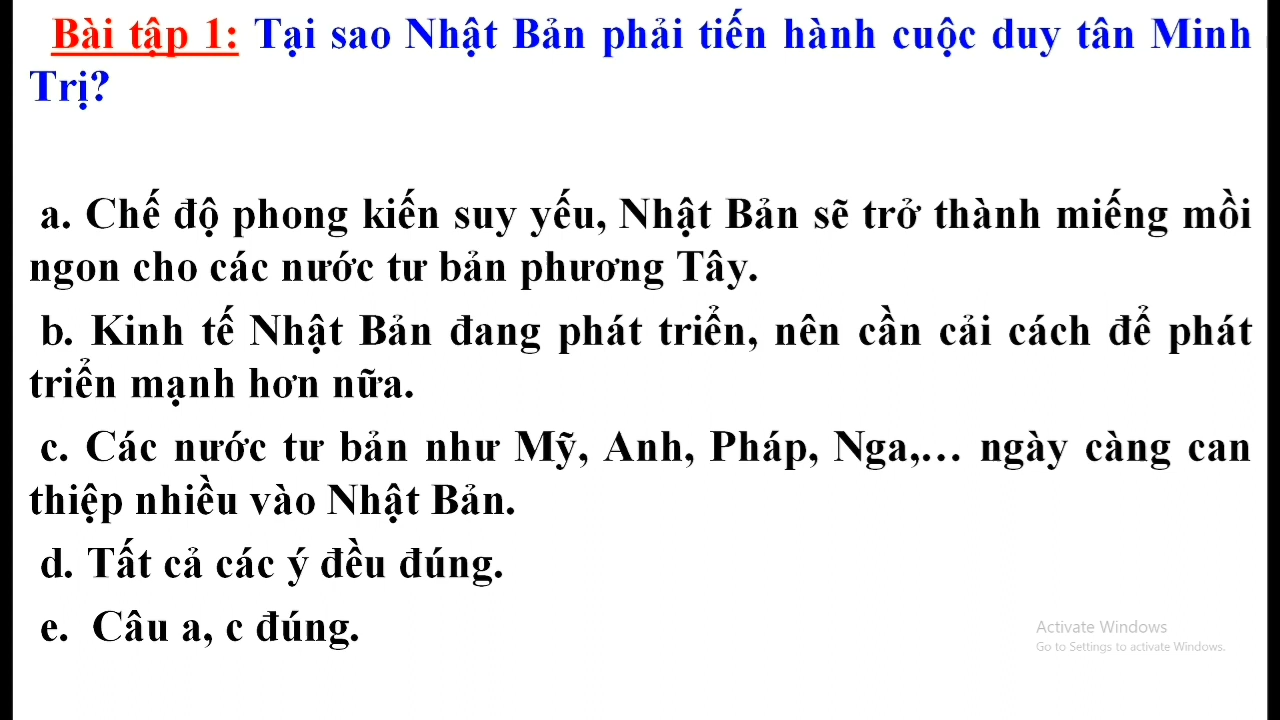 Bài tập 1: Tại sao Nhật Bản phải tiến hành cuộc duy tân Minh
Trị?
a. Chế độ phong kiến suy yếu, Nhật Bản sẽ trở thành miếng mồi
ngon cho các nước tư bản phương Tây.
b. Kinh tế Nhật Bản đang phát triển, nên cần cải cách để phát
triển mạnh hơn nữa.
c. Các nước tư bản như Mỹ, Anh, Pháp, Nga,... ngày càng can
thiệp nhiều vào Nhật Bản.
d. Tất cả các ý đều đúng.
e. Câu a, c đúng.
Activate Windows
Go to Settings to activate Windows.